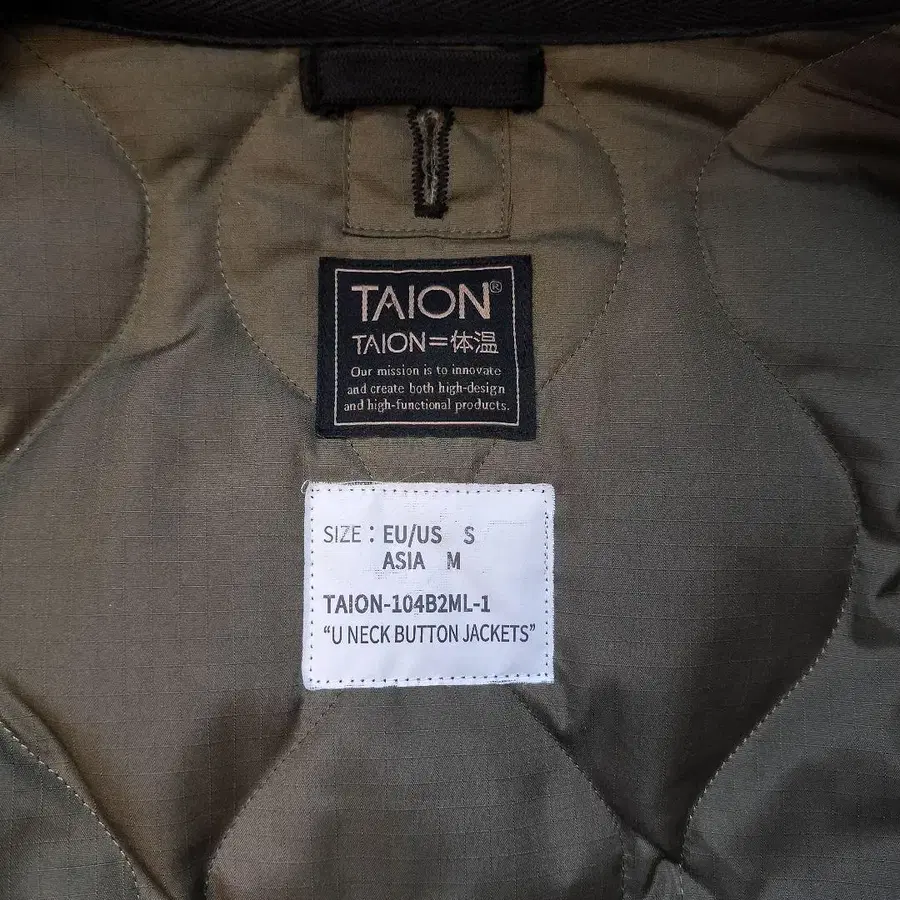 TAION®
TAION=体温
Our mission is to innovate
and create both high-design
and high-functional products.
SIZE : EU/US S
ASIA M
TAION-104B2ML-1
“U NECK BUTTON JACKETS”